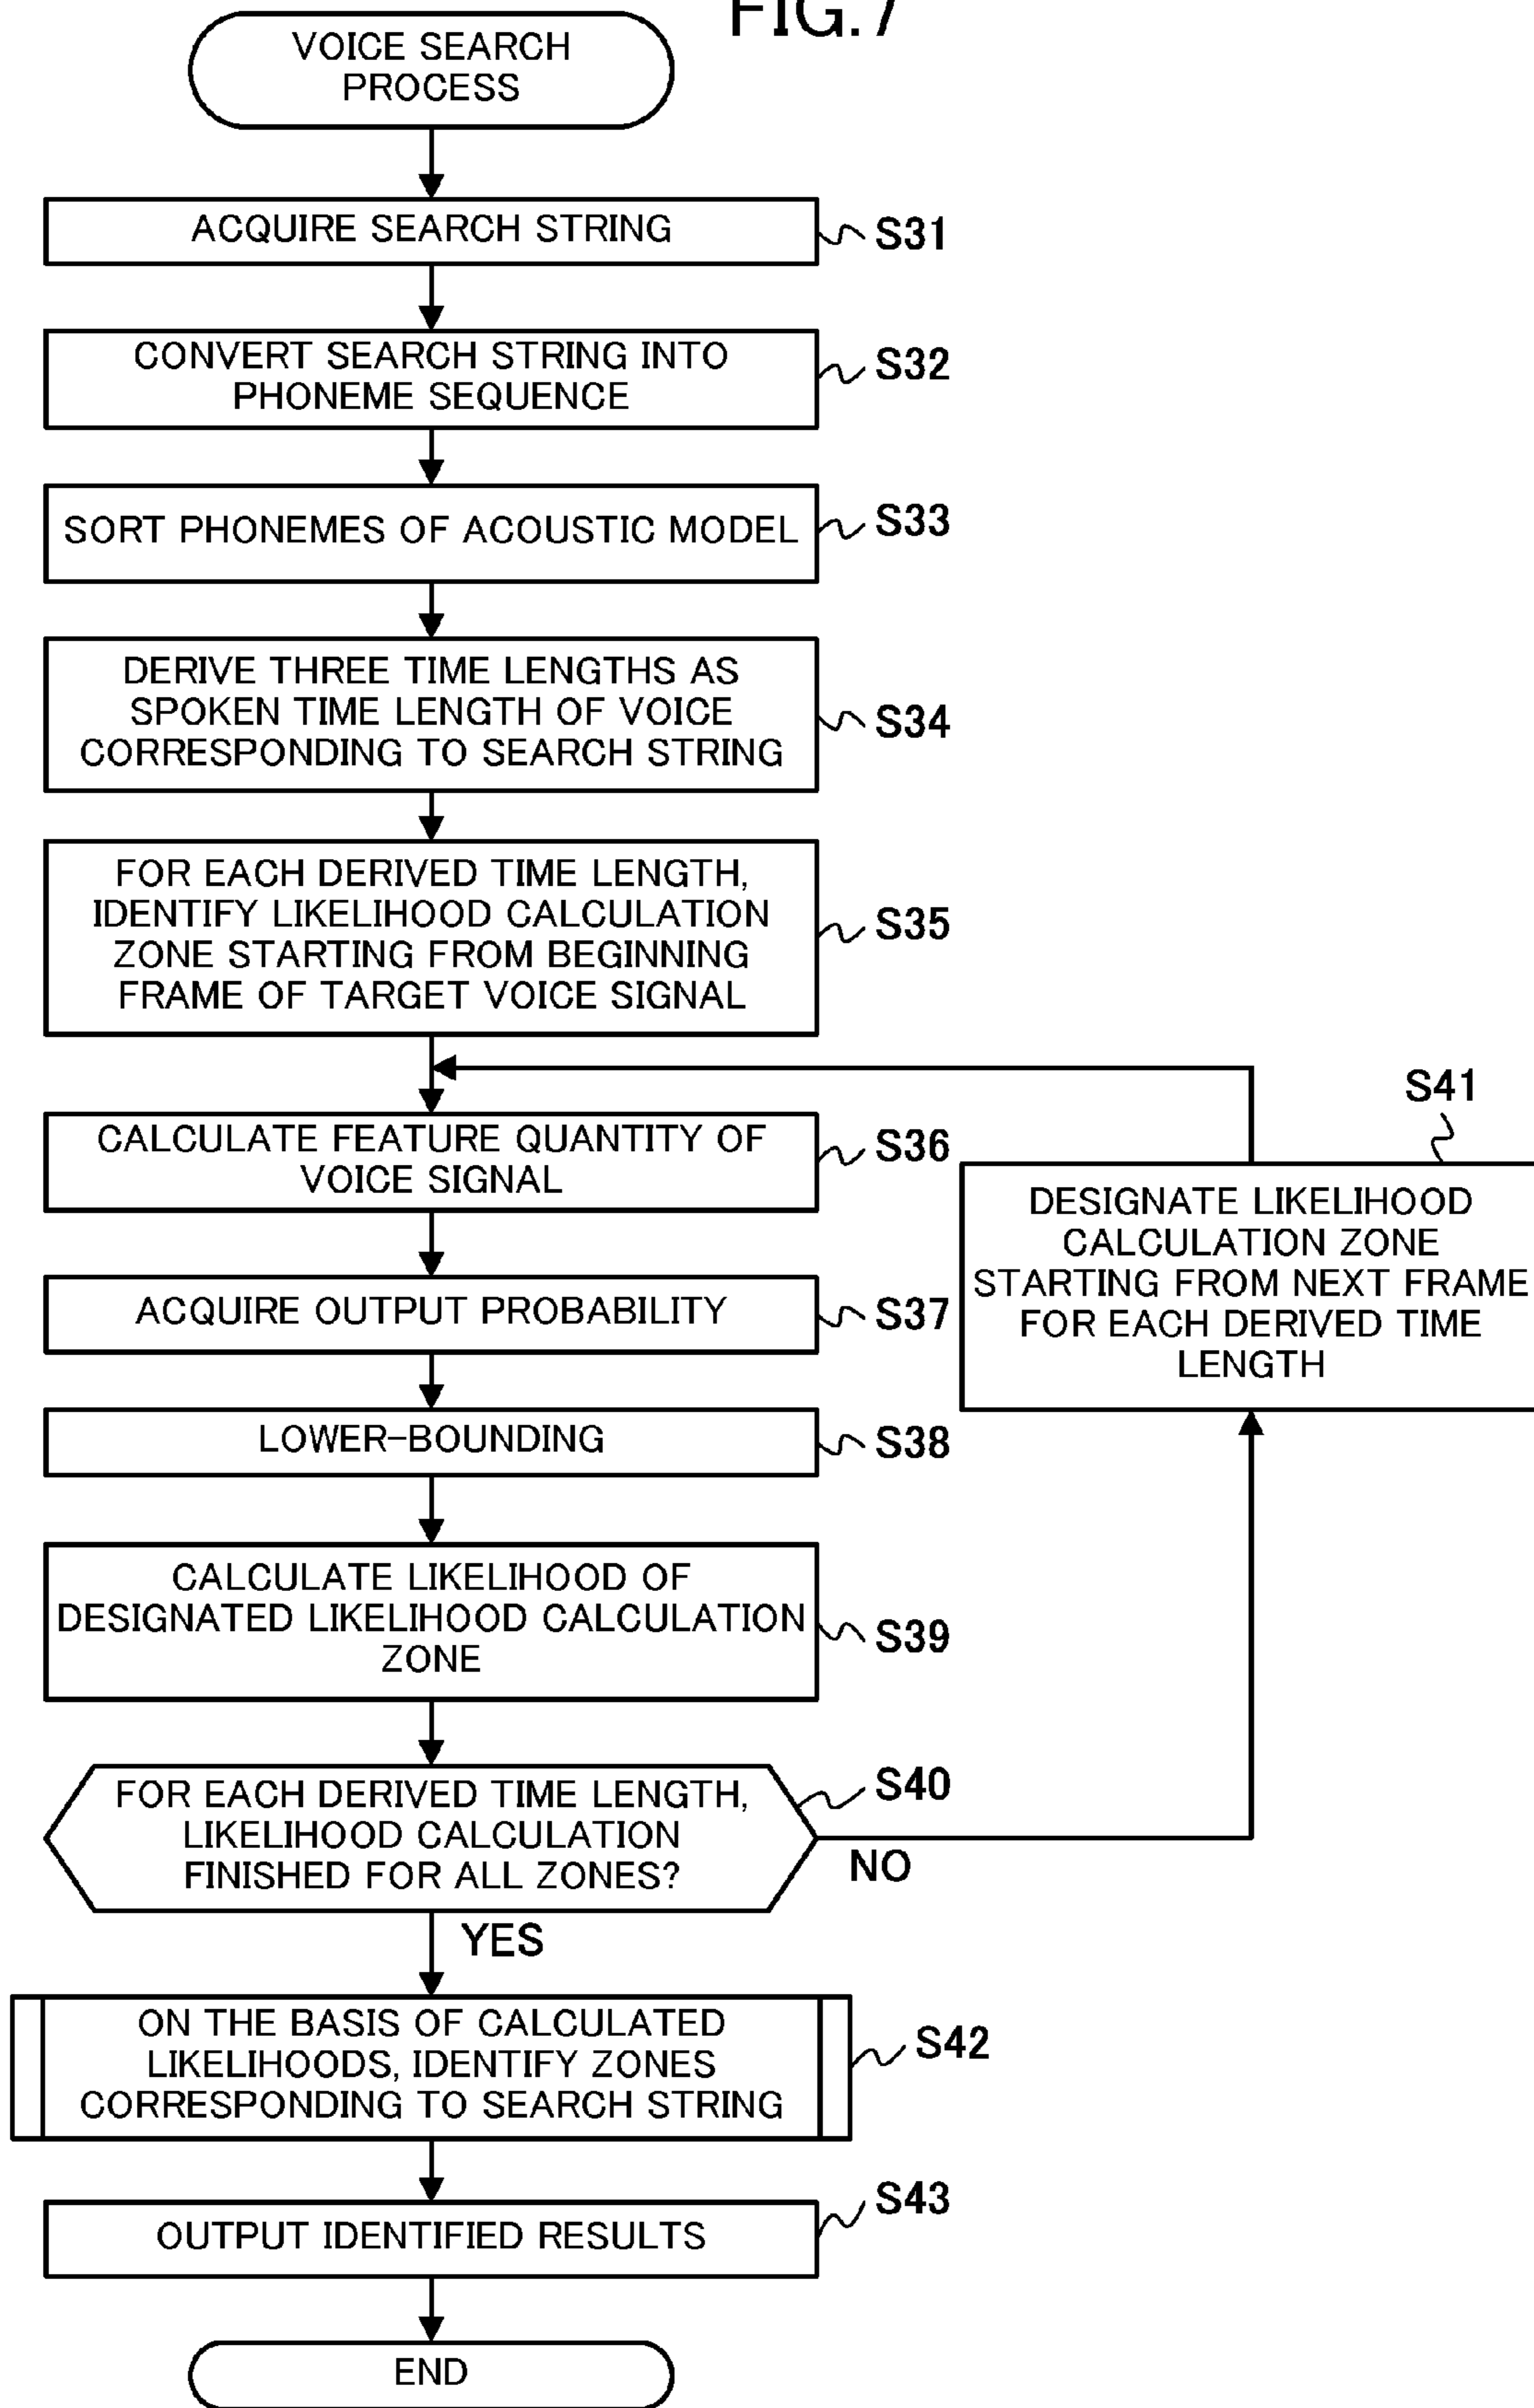 FIG.7
VOICE SEARCH
PROCESS
ACQUIRE SEARCH STRING
S31
CONVERT SEARCH STRING INTO
PHONEME SEQUENCE
S32
SORT PHONEMES OF ACOUSTIC MODEL
S33
DERIVE THREE TIME LENGTHS AS
SPOKEN TIME LENGTH OF VOICE
CORRESPONDING TO SEARCH STRING
S34
FOR EACH DERIVED TIME LENGTH,
IDENTIFY LIKELIHOOD CALCULATION
ZONE STARTING FROM BEGINNING
FRAME OF TARGET VOICE SIGNAL
S35
CALCULATE FEATURE QUANTITY OF
VOICE SIGNAL
S36
S41
DESIGNATE LIKELIHOOD
CALCULATION ZONE
STARTING FROM NEXT FRAME
FOR EACH DERIVED TIME
LENGTH
ACQUIRE OUTPUT PROBABILITY
S37
LOWER-BOUNDING
S38
CALCULATE LIKELIHOOD OF
DESIGNATED LIKELIHOOD CALCULATION
ZONE
S39
FOR EACH DERIVED TIME LENGTH,
LIKELIHOOD CALCULATION
FINISHED FOR ALL ZONES?
S40
NO
YES
ON THE BASIS OF CALCULATED
LIKELIHOODS, IDENTIFY ZONES
CORRESPONDING TO SEARCH STRING
S42
OUTPUT IDENTIFIED RESULTS
S43
END